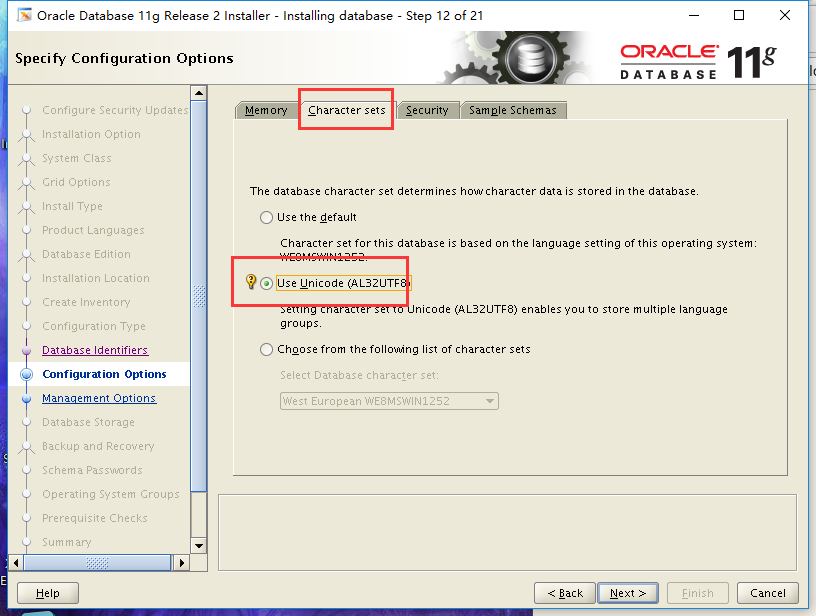 Oracle Database 11g Release 2 Installer - Installing database - Step 12 of 21
Specify Configuration Options
ORACLE
DATABASE
11g
Configure Security Updates
Installation Option
System Class
Grid Options
Install Type
Product Languages
Database Edition
Installation Location
Create Inventory
Configuration Type
Database Identifiers
Configuration Options
Management Options
Database Storage
Backup and Recovery
Schema Passwords
Operating System Groups
Prerequisite Checks
Summary
Memory
Character sets
Security
Sample Schemas
The database character set determines how character data is stored in the database.
Use the default
Character set for this database is based on the language setting of this operating system:
WE8MSWIN1252.
Use Unicode (AL32UTF8)
Setting character set to Unicode (AL32UTF8) enables you to store multiple language
groups.
Choose from the following list of character sets
Select Database character set:
West European WE8MSWIN1252
Help
< Back
Next >
Finish
Cancel